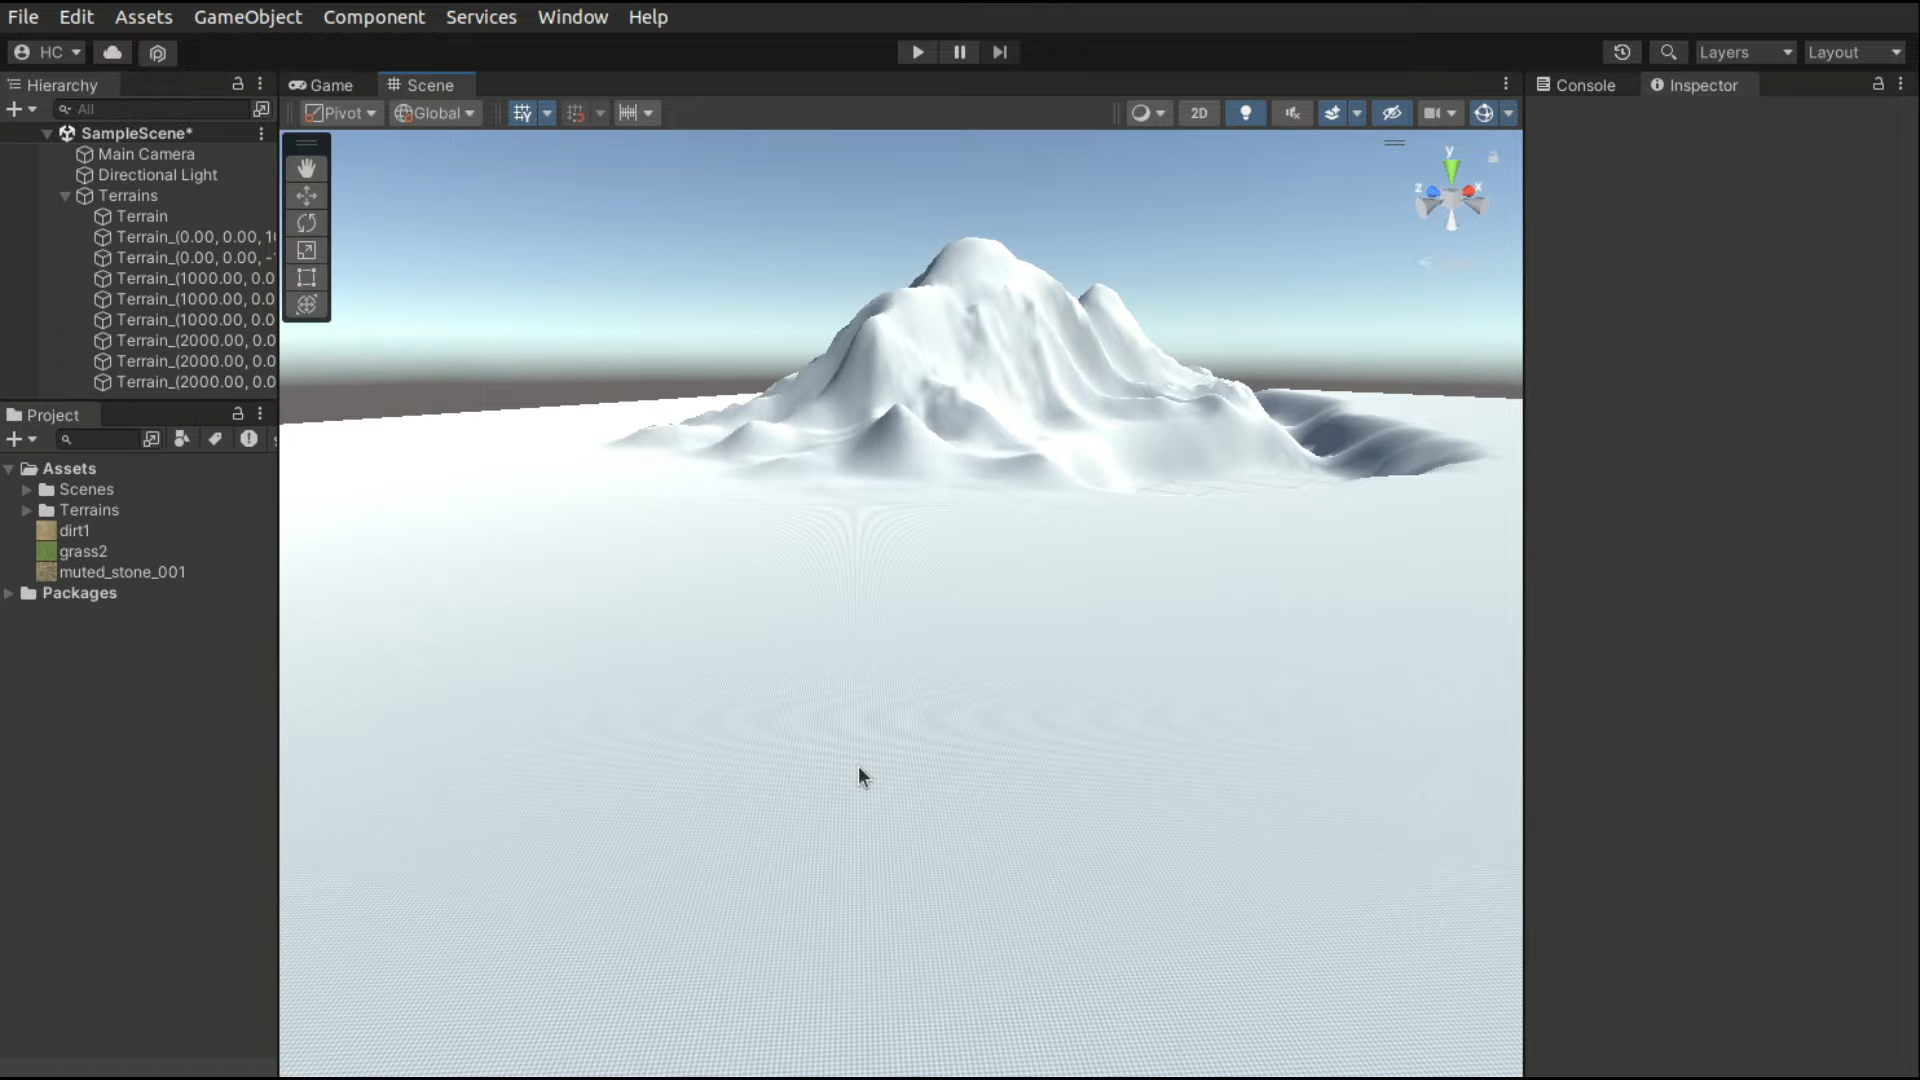 File Edit Assets GameObject Component Services Window Help
HC Layers Layout
Hierarchy Game Scene Console Inspector
All Pivot Global 2D
SampleScene*
Main Camera
Directional Light
Terrains
Terrain
Terrain_(0.00, 0.00, 1
Terrain_(0.00, 0.00, -
Terrain_(1000.00, 0.0
Terrain_(1000.00, 0.0
Terrain_(1000.00, 0.0
Terrain_(2000.00, 0.0
Terrain_(2000.00, 0.0
Terrain_(2000.00, 0.0
y
z x
Project
Assets
Scenes
Terrains
dirt1
grass2
muted_stone_001
Packages